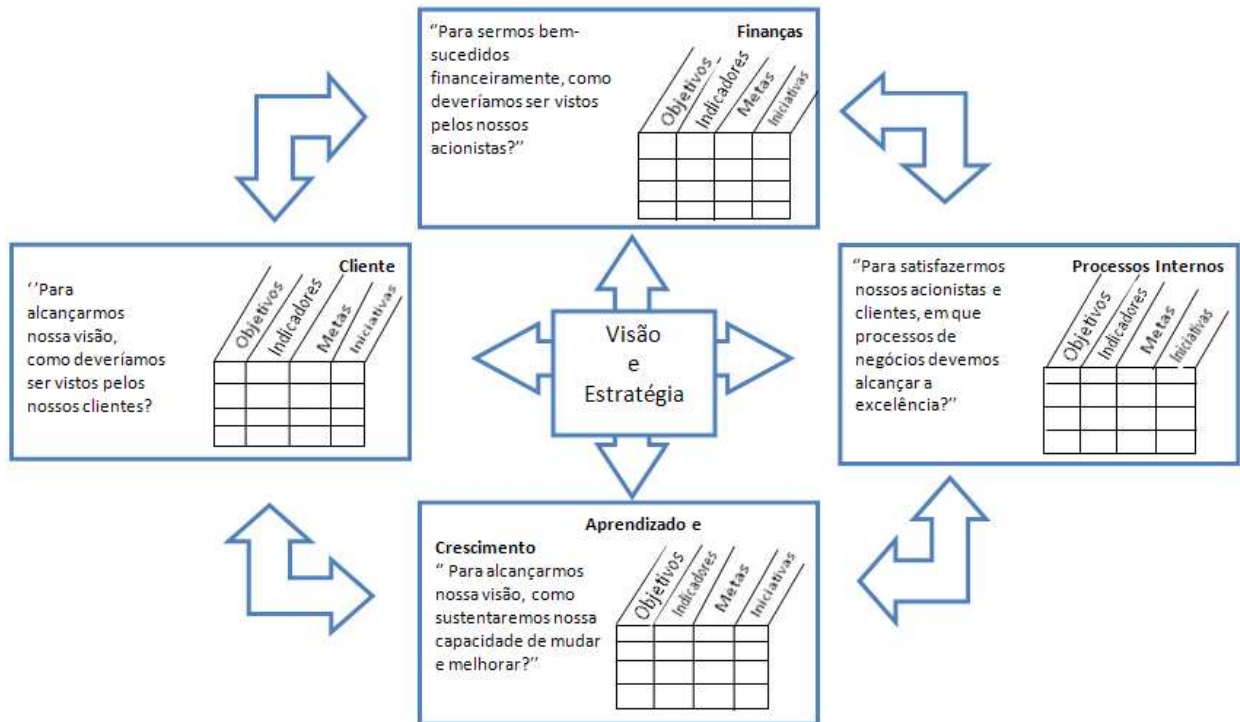 Finanças
"Para sermos bem-
sucedidos
financeiramente, como
deveríamos ser vistos
pelos nossos
acionistas?"
Objetivos
Indicadores
Metas
Iniciativas
Cliente
''Para
alcançarmos
nossa visão,
como deveríamos
ser vistos pelos
nossos clientes?
Objetivos
Indicadores
Metas
Iniciativas
Visão
e
Estratégia
Processos Internos
"Para satisfazermos
nossos acionistas e
clientes, em que
processos de
negócios devemos
alcançar a
excelência?"
Objetivos
Indicadores
Metas
Iniciativas
Aprendizado e
Crescimento
" Para alcançarmos
nossa visão, como
sustentaremos nossa
capacidade de mudar
e melhorar?"
Objetivos
Indicadores
Metas
Iniciativas